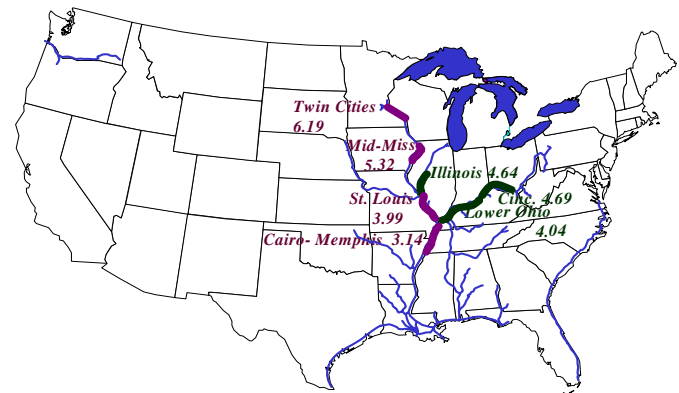 Twin Cities
6.19
Mid-Miss
5.32
Illinois 4.64
St. Louis
3.99
Cinc. 4.69
Lower Ohio
4.04
Cairo- Memphis 3.14